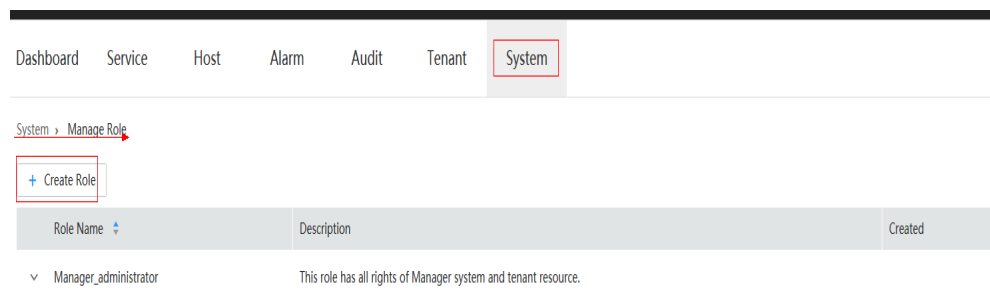 Dashboard Service Host Alarm Audit Tenant System
System › Manage Role
+ Create Role
Role Name Description Created
Manager_administrator This role has all rights of Manager system and tenant resource.